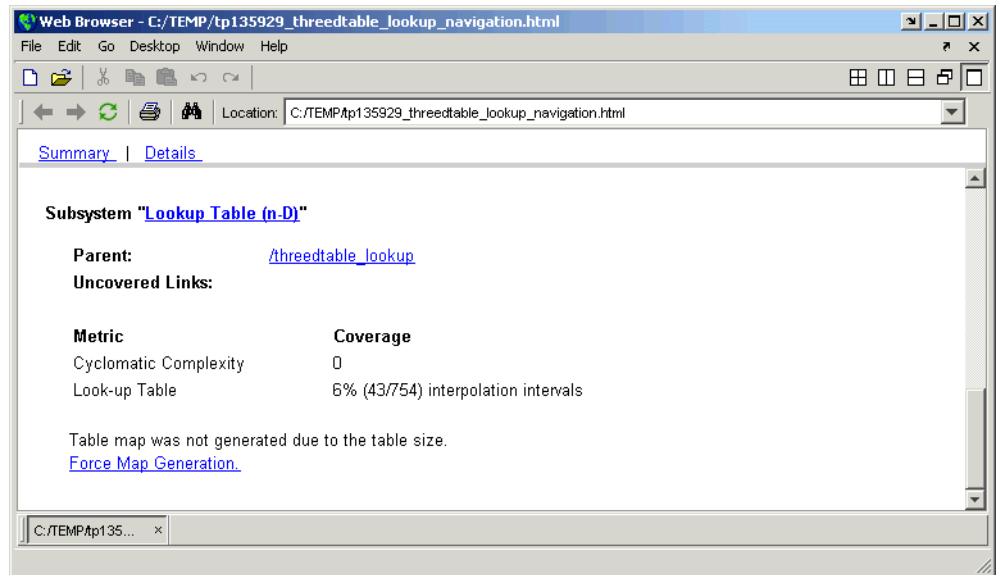 Web Browser - C:/TEMP/tp135929_threedtable_lookup_navigation.html
File Edit Go Desktop Window Help
Location: C:/TEMP/tp135929_threedtable_lookup_navigation.html
Summary | Details
Subsystem "Lookup Table (n-D)"
Parent: /threedtable_lookup
Uncovered Links:
Metric Coverage
Cyclomatic Complexity 0
Look-up Table 6% (43/754) interpolation intervals
Table map was not generated due to the table size.
Force Map Generation.
C:/TEMP/tp135...